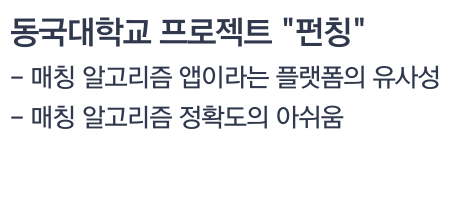 동국대학교 프로젝트 "펀칭"
- 매칭 알고리즘 앱이라는 플랫폼의 유사성
- 매칭 알고리즘 정확도의 아쉬움